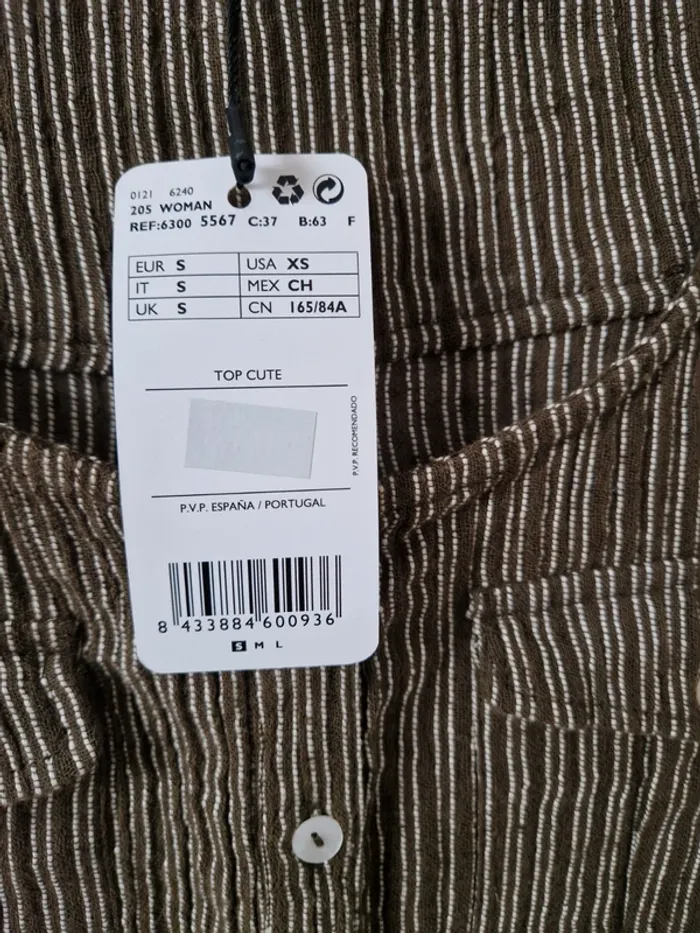 0121 6240
205 WOMAN
REF:6300 5567 C:37 B:63 F
EUR S USA XS
IT S MEX CH
UK S CN 165/84A
TOP CUTE
P.V.P. RECOMENDADO
P.V.P. ESPAÑA / PORTUGAL
8 433884 600936
S M L